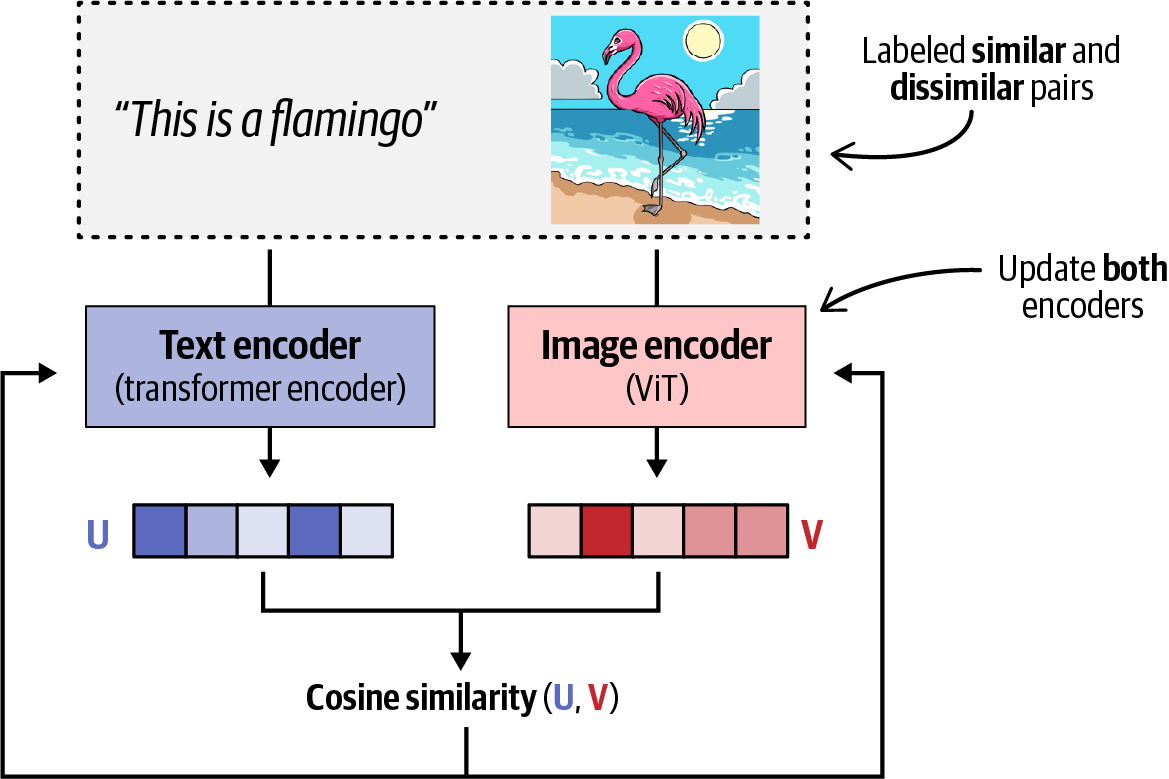 “This is a flamingo”
Labeled similar and
dissimilar pairs
Update both
encoders
Text encoder
(transformer encoder)
Image encoder
(ViT)
U
V
Cosine similarity (U, V)